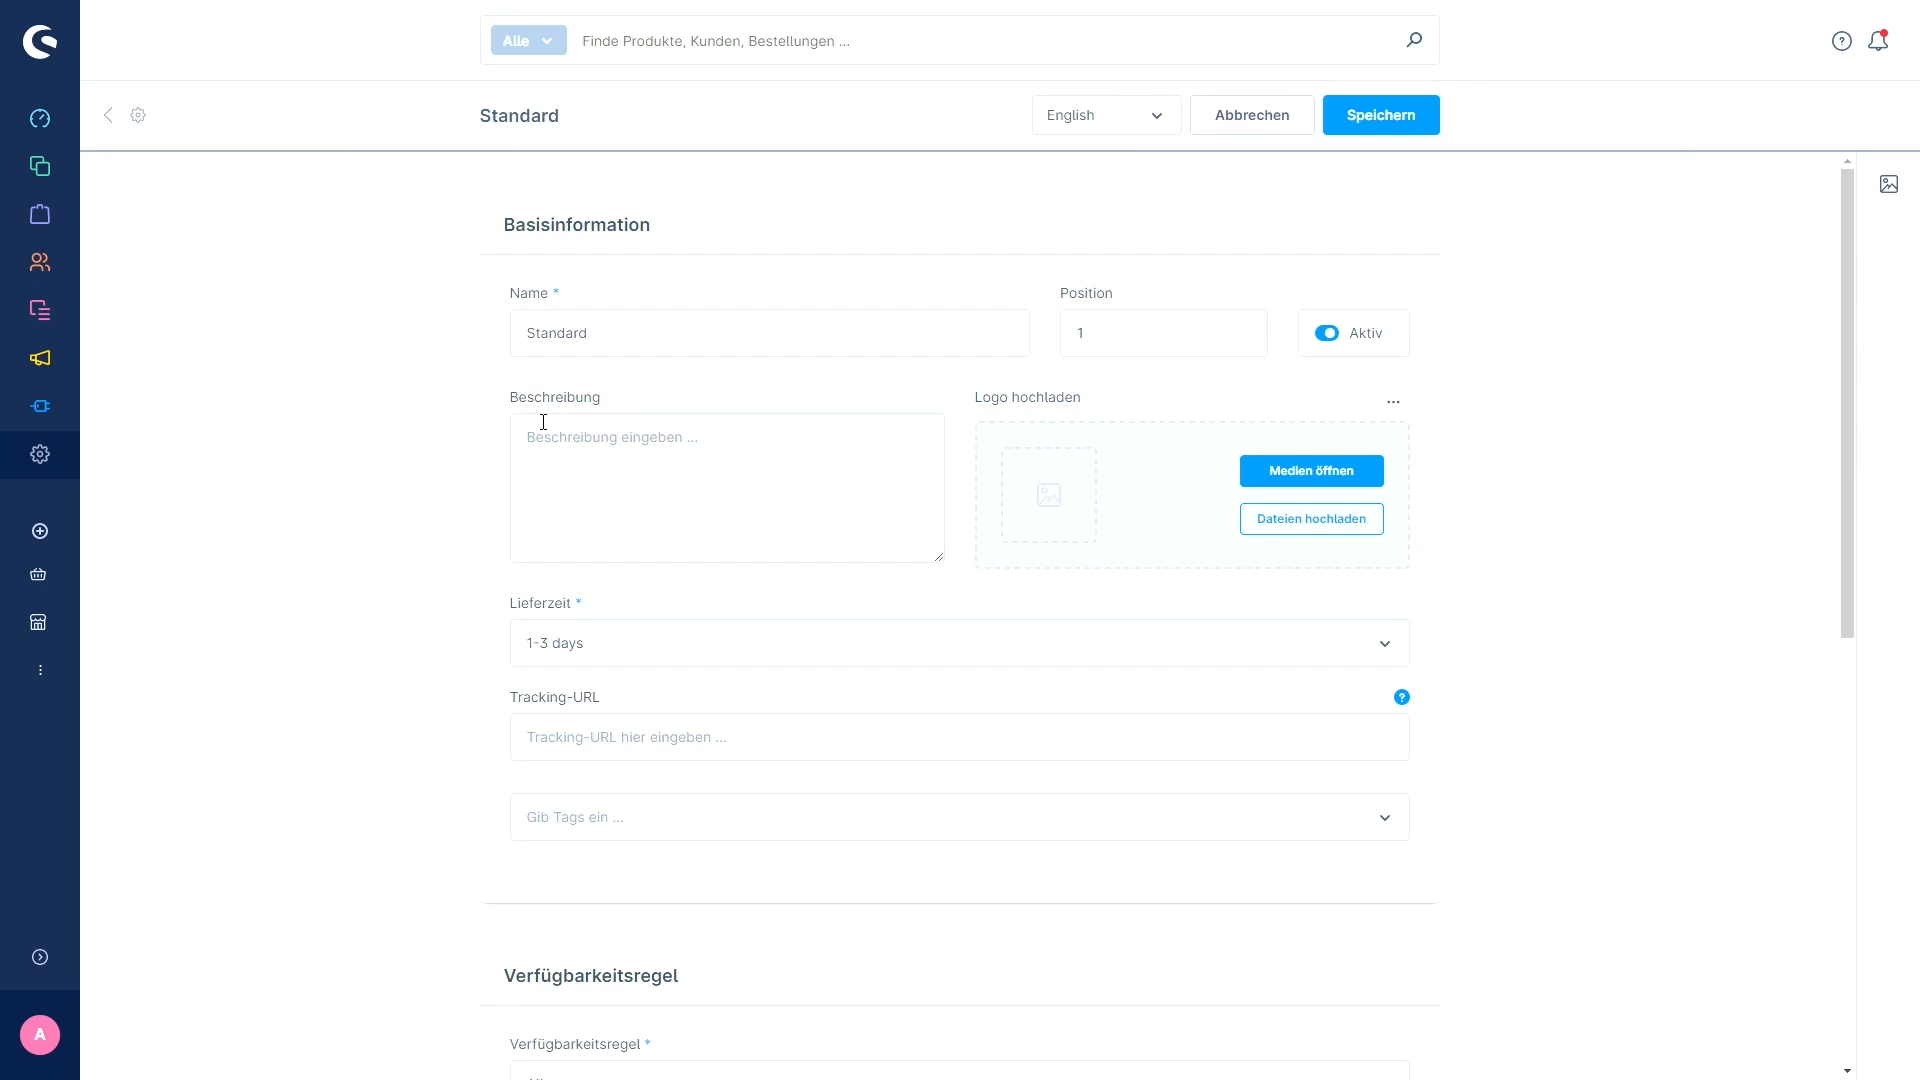 Alle
Finde Produkte, Kunden, Bestellungen ...
Standard
English
Abbrechen
Speichern
Basisinformation
Name *
Position
Standard
1
Aktiv
Beschreibung
Logo hochladen
Beschreibung eingeben ...
Medien öffnen
Dateien hochladen
Lieferzeit *
1-3 days
Tracking-URL
Tracking-URL hier eingeben ...
Gib Tags ein ...
Verfügbarkeitsregel
Verfügbarkeitsregel *
A